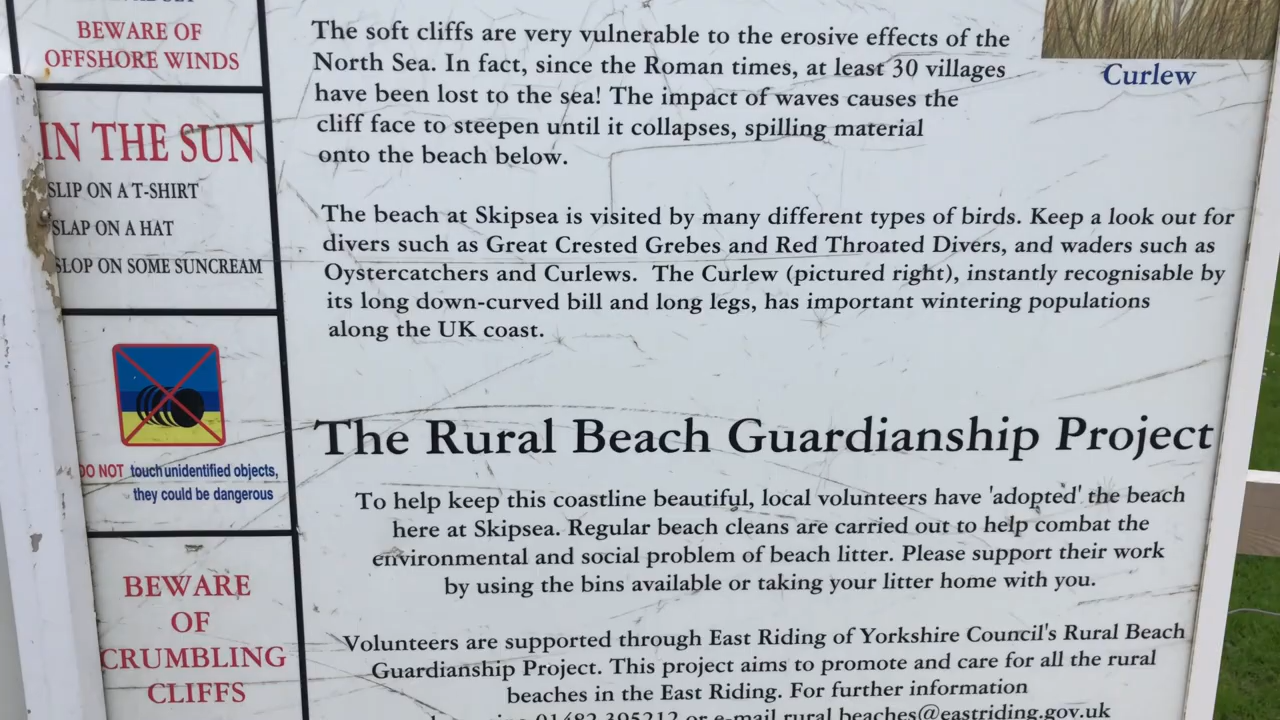 BEWARE OF
OFFSHORE WINDS
IN THE SUN
SLIP ON A T-SHIRT
SLAP ON A HAT
SLOP ON SOME SUNCREAM
DO NOT touch unidentified objects,
they could be dangerous
BEWARE
OF
CRUMBLING
CLIFFS
The soft cliffs are very vulnerable to the erosive effects of the
North Sea. In fact, since the Roman times, at least 30 villages
have been lost to the sea! The impact of waves causes the
cliff face to steepen until it collapses, spilling material
onto the beach below.
Curlew
The beach at Skipsea is visited by many different types of birds. Keep a look out for
divers such as Great Crested Grebes and Red Throated Divers, and waders such as
Oystercatchers and Curlews. The Curlew (pictured right), instantly recognisable by
its long down-curved bill and long legs, has important wintering populations
along the UK coast.
The Rural Beach Guardianship Project
To help keep this coastline beautiful, local volunteers have 'adopted' the beach
here at Skipsea. Regular beach cleans are carried out to help combat the
environmental and social problem of beach litter. Please support their work
by using the bins available or taking your litter home with you.
Volunteers are supported through East Riding of Yorkshire Council's Rural Beach
Guardianship Project. This project aims to promote and care for all the rural
beaches in the East Riding. For further information
01482 395212 or e-mail rural.beaches@eastriding.gov.uk